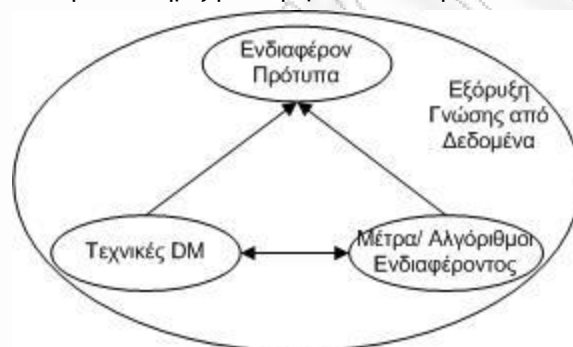 Ενδιαφέρον
Πρότυπα
Εξόρυξη
Γνώσης από
Δεδομένα
Τεχνικές DM
Μέτρα/ Αλγόριθμοι
Ενδιαφέροντος